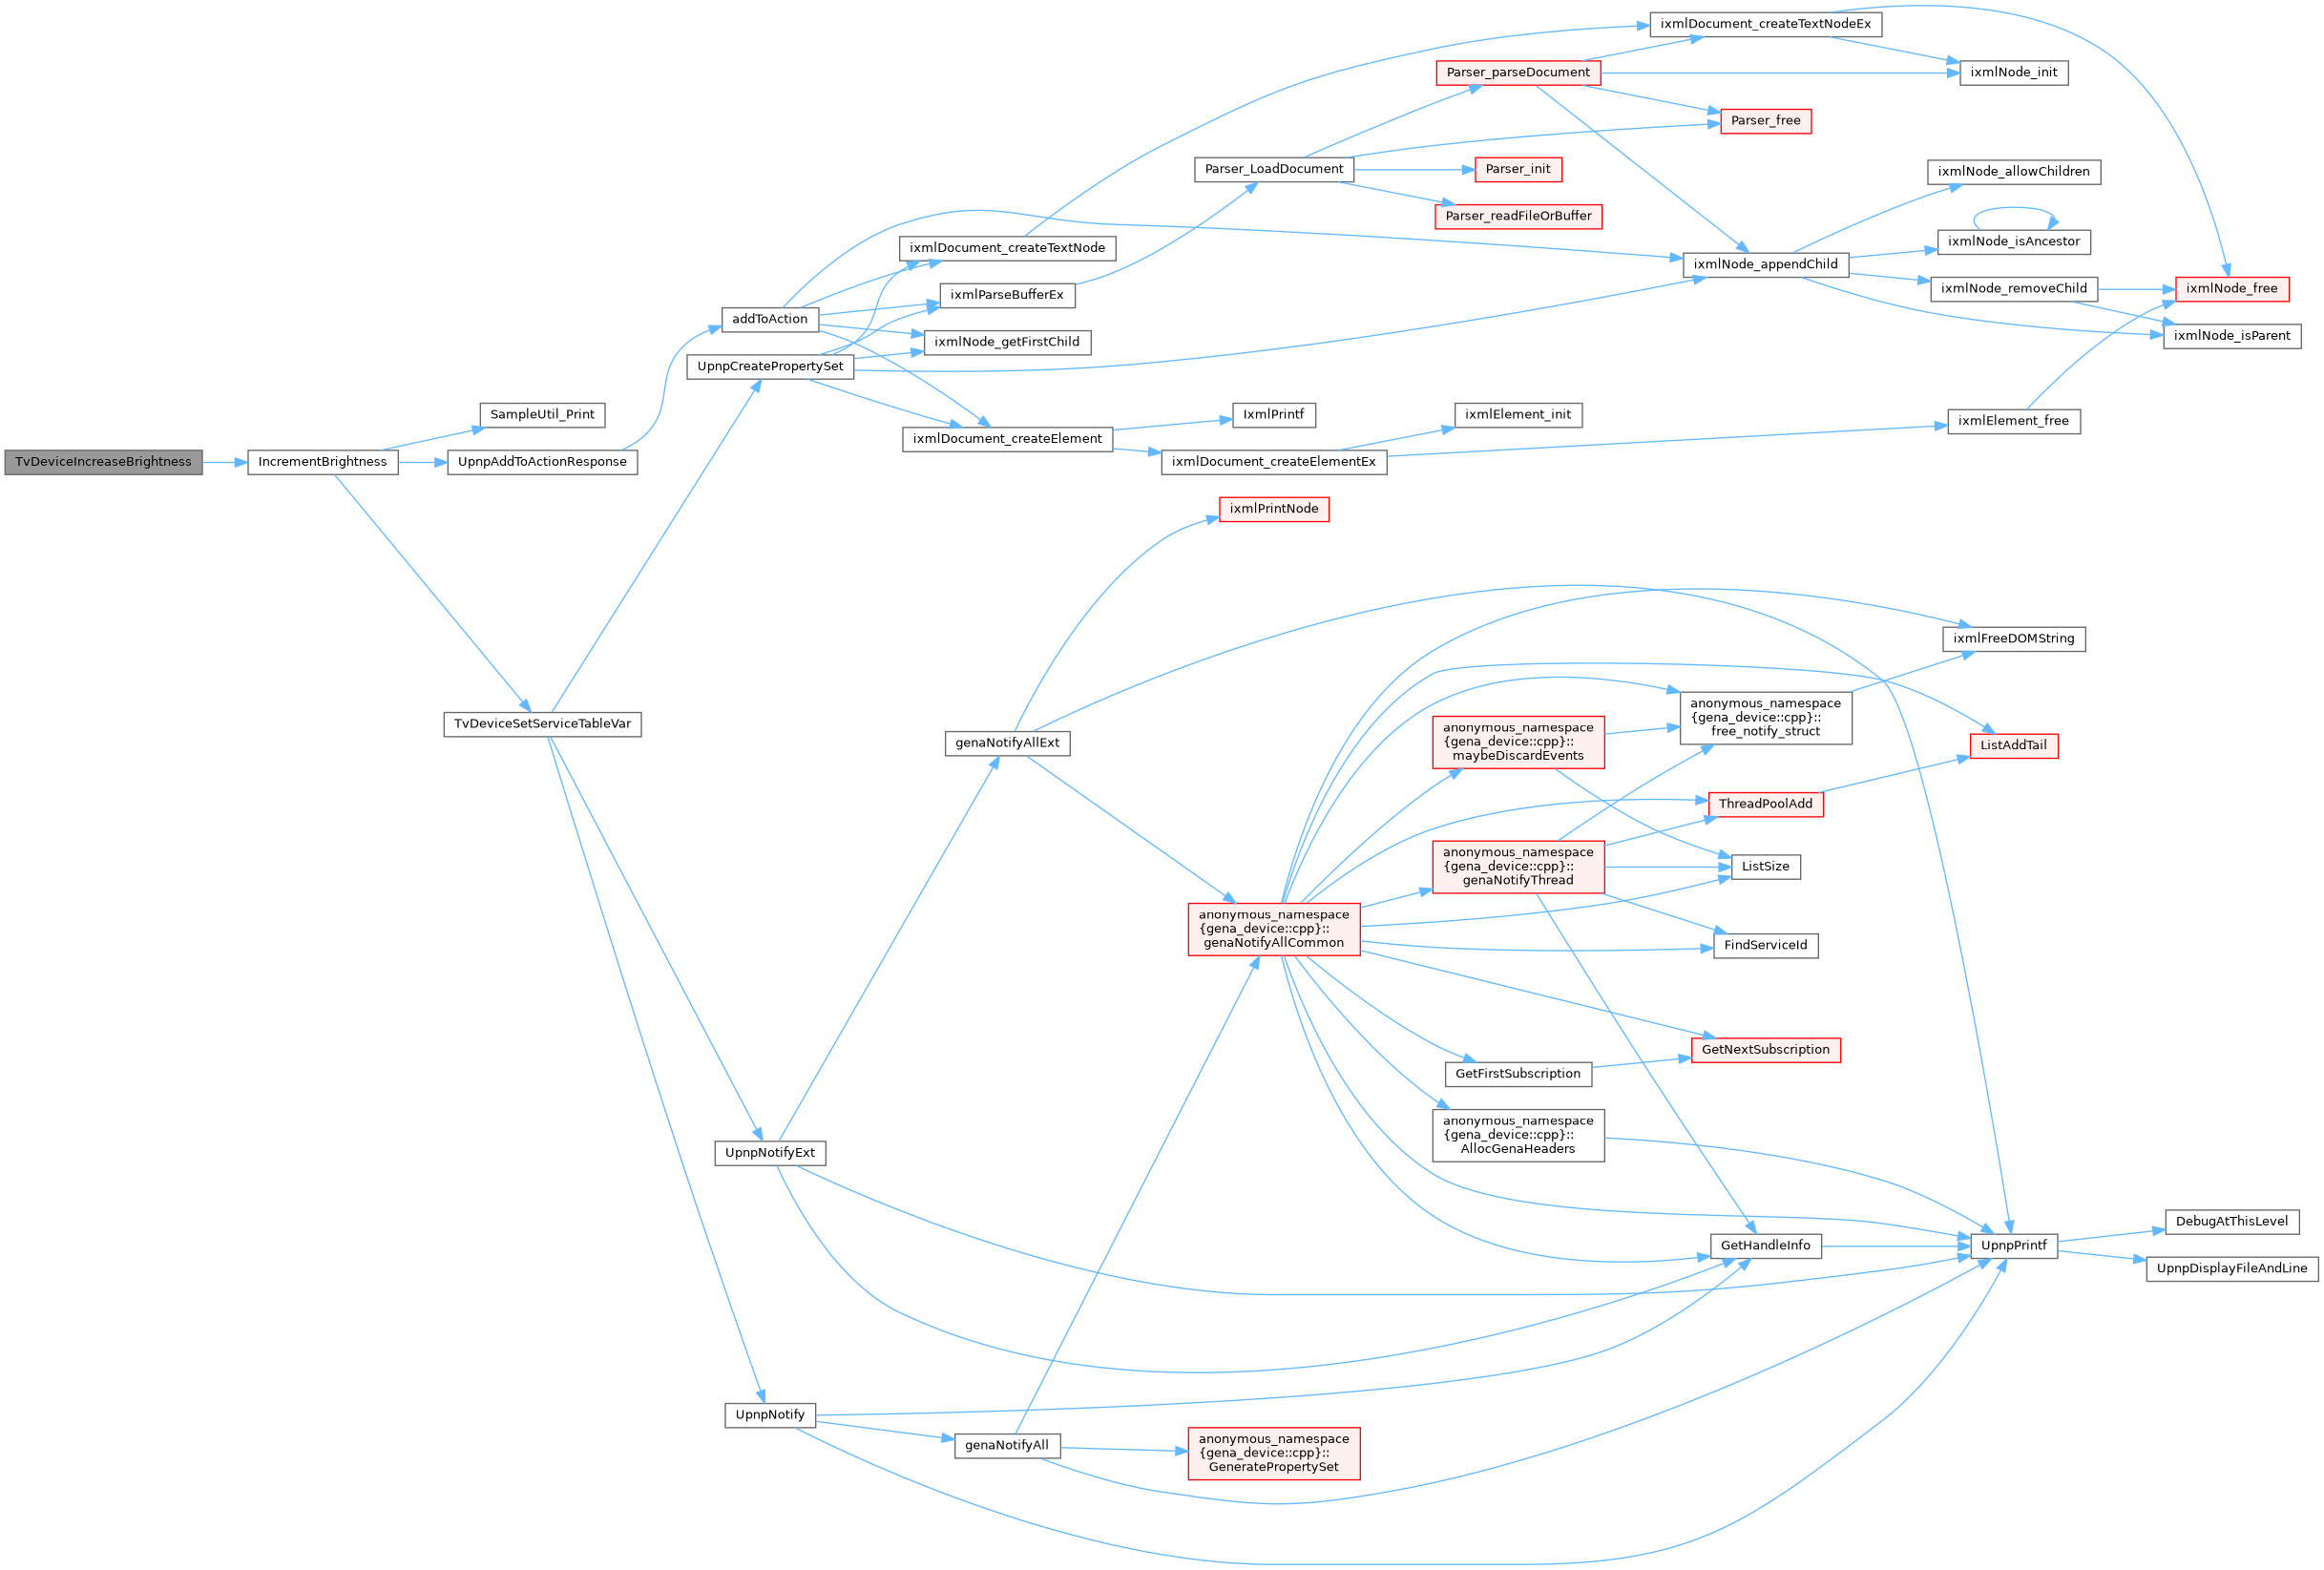 ixmlDocument_createTextNodeEx
Parser_parseDocument
ixmlNode_init
Parser_free
Parser_LoadDocument
Parser_init
ixmlNode_allowChildren
Parser_readFileOrBuffer
ixmlDocument_createTextNode
ixmlNode_isAncestor
ixmlNode_appendChild
ixmlParseBufferEx
ixmlNode_removeChild
ixmlNode_free
addToAction
ixmlNode_getFirstChild
ixmlNode_isParent
UpnpCreatePropertySet
SampleUtil_Print
IxmlPrintf
ixmlElement_init
ixmlDocument_createElement
ixmlElement_free
TvDeviceIncreaseBrightness
IncrementBrightness
UpnpAddToActionResponse
ixmlDocument_createElementEx
ixmlPrintNode
ixmlFreeDOMString
anonymous_namespace
{gena_device::cpp}::
free_notify_struct
TvDeviceSetServiceTableVar
genaNotifyAllExt
anonymous_namespace
{gena_device::cpp}::
maybeDiscardEvents
ListAddTail
ThreadPoolAdd
anonymous_namespace
{gena_device::cpp}::
genaNotifyThread
ListSize
anonymous_namespace
{gena_device::cpp}::
genaNotifyAllCommon
FindServiceId
GetNextSubscription
GetFirstSubscription
anonymous_namespace
{gena_device::cpp}::
AllocGenaHeaders
UpnpNotifyExt
DebugAtThisLevel
GetHandleInfo
UpnpPrintf
UpnpDisplayFileAndLine
UpnpNotify
genaNotifyAll
anonymous_namespace
{gena_device::cpp}::
GeneratePropertySet